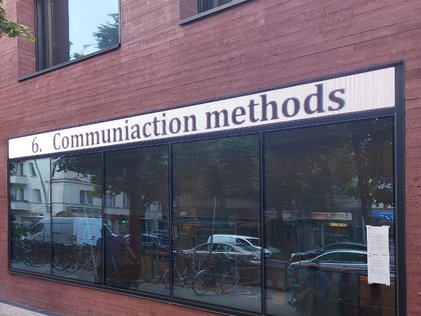 6. Communiaction methods